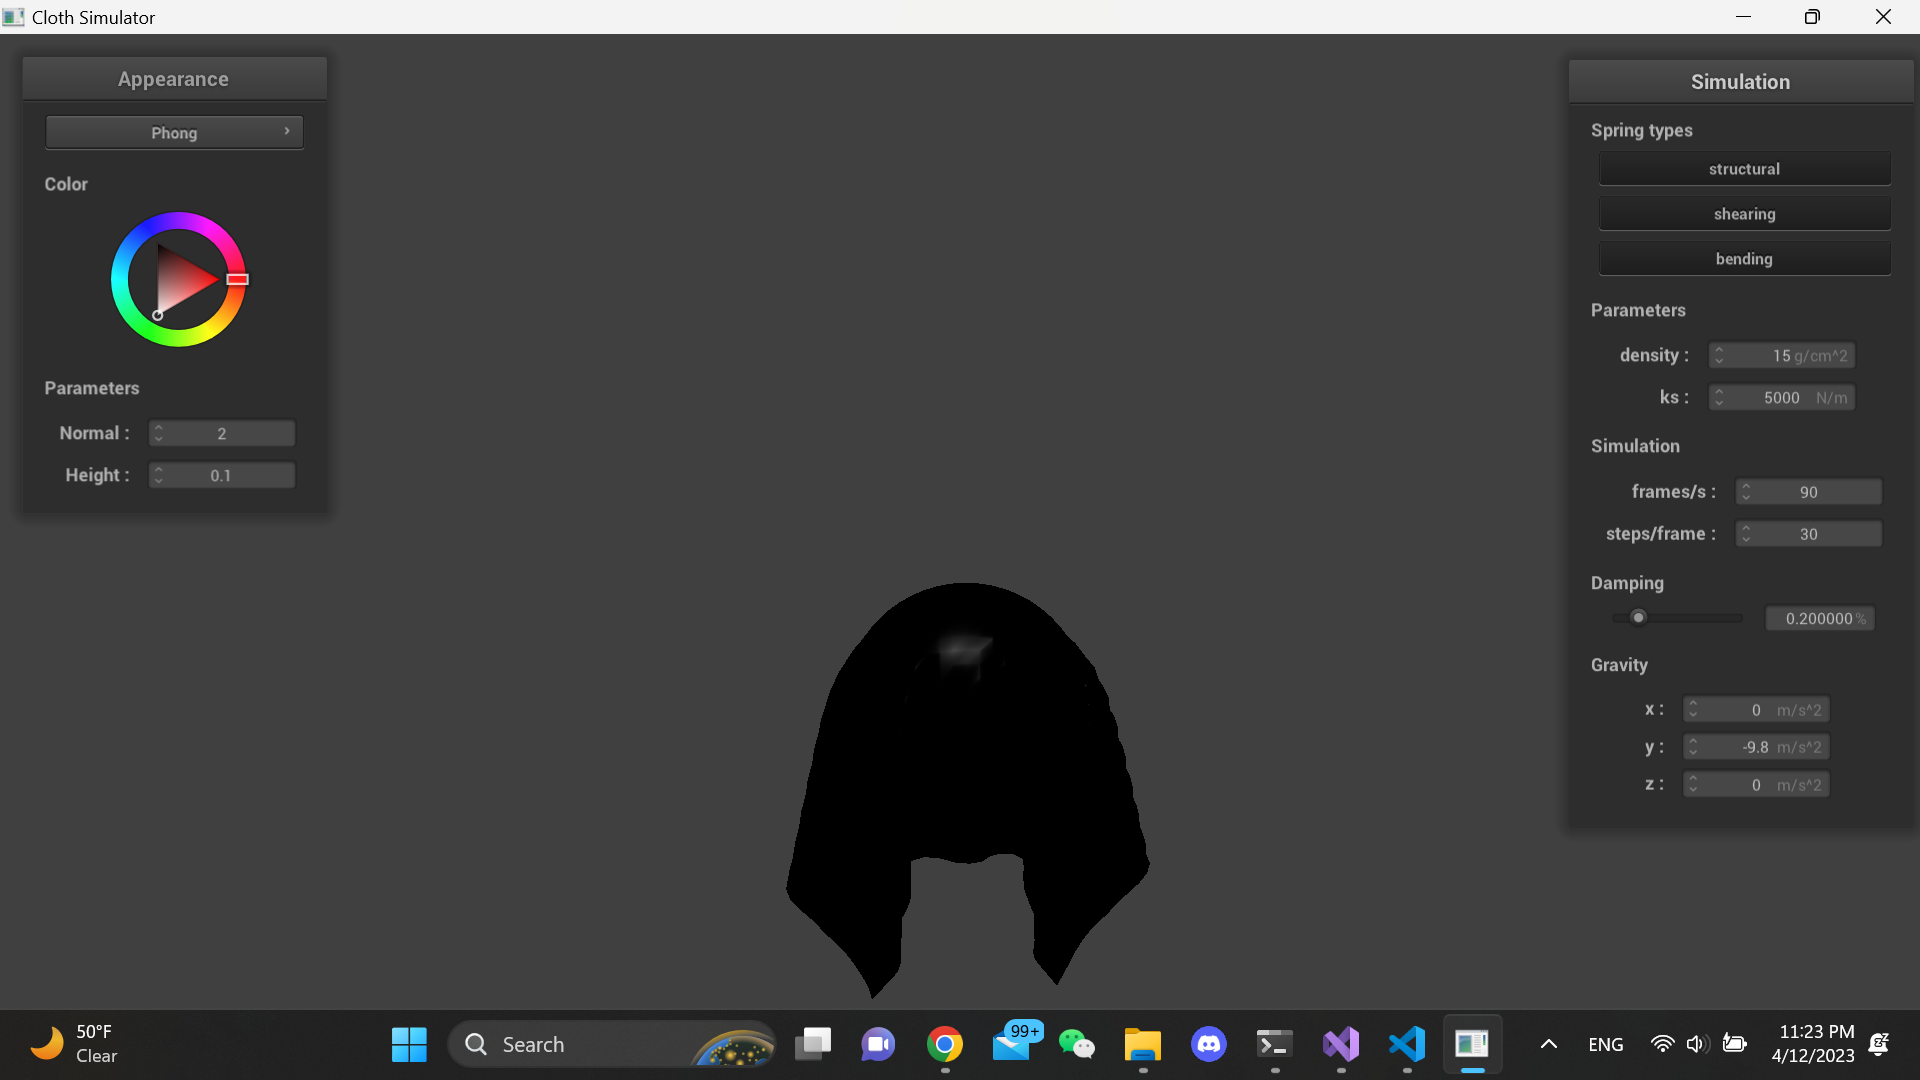 Cloth Simulator
Appearance
Phong
Color
Parameters
Normal : 2
Height : 0.1
Simulation
Spring types
structural
shearing
bending
Parameters
density : 15 g/cm^2
ks : 5000 N/m
Simulation
frames/s : 90
steps/frame : 30
Damping
0.200000 %
Gravity
x : 0 m/s^2
y : -9.8 m/s^2
z : 0 m/s^2
50°F
Clear
Search
99+
ENG
11:23 PM
4/12/2023